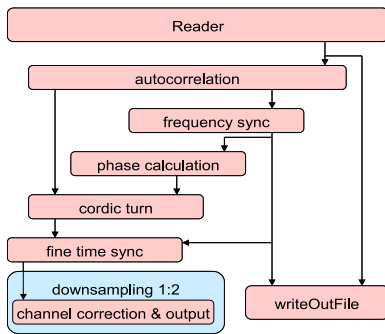 Reader
autocorrelation
frequency sync
phase calculation
cordic turn
fine time sync
downsampling 1:2
channel correction & output
writeOutFile